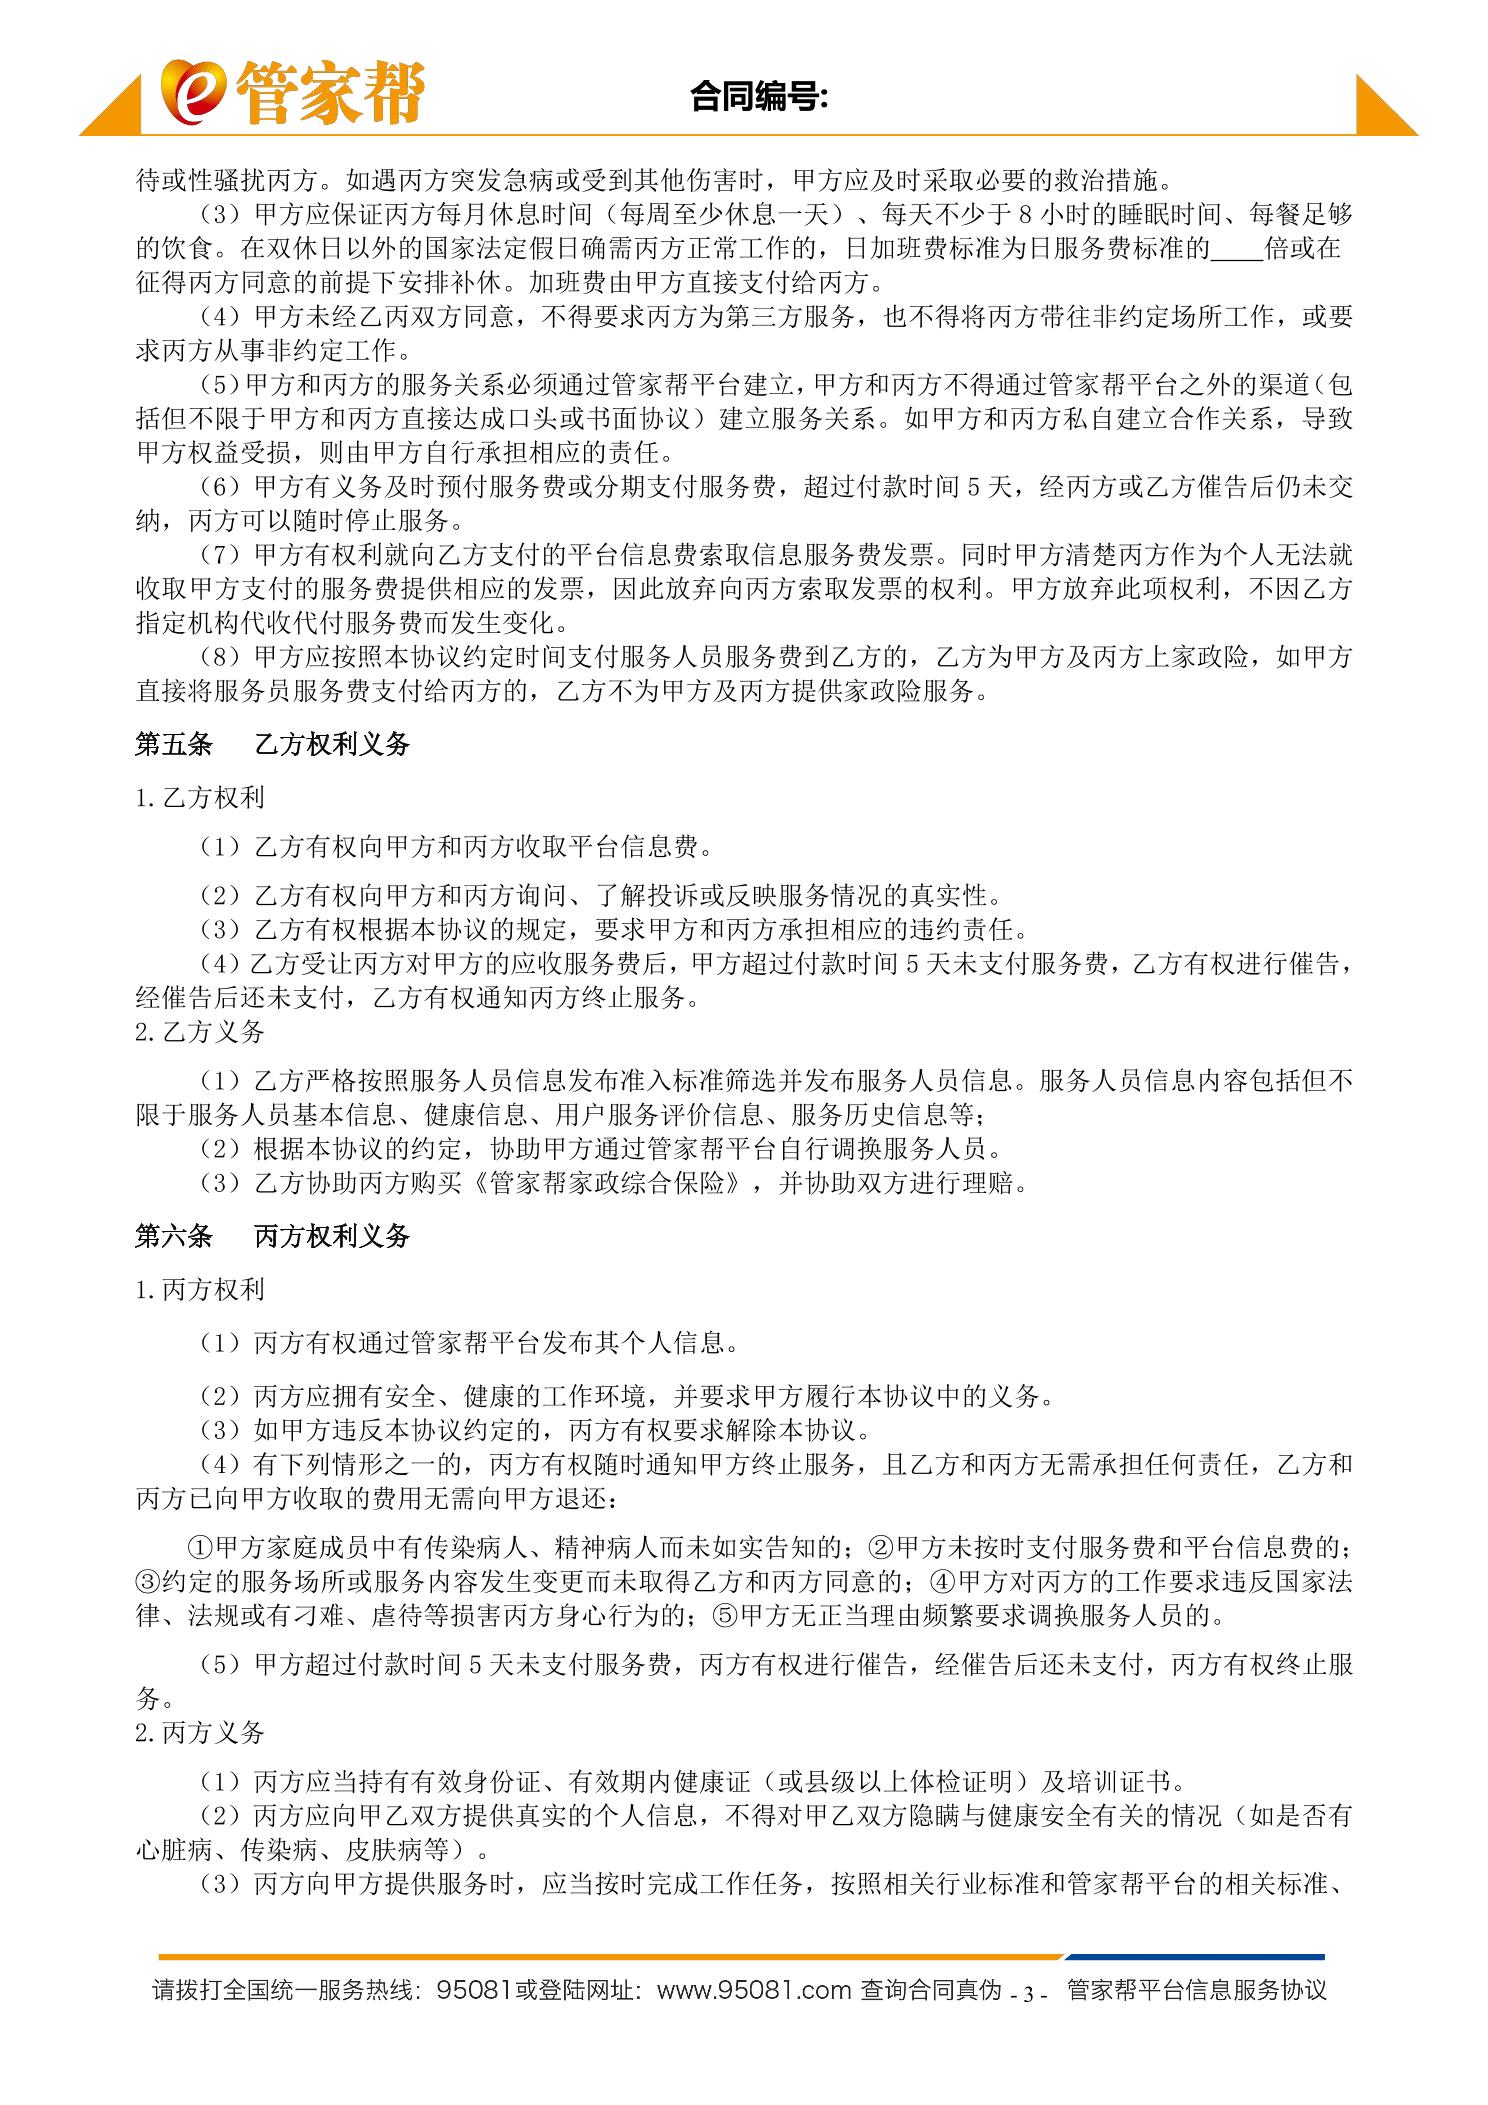 管家帮
合同编号:
待或性骚扰丙方。如遇丙方突发急病或受到其他伤害时，甲方应及时采取必要的救治措施。
（3）甲方应保证丙方每月休息时间（每周至少休息一天）、每天不少于 8 小时的睡眠时间、每餐足够
的饮食。在双休日以外的国家法定假日确需丙方正常工作的，日加班费标准为日服务费标准的____倍或在
征得丙方同意的前提下安排补休。加班费由甲方直接支付给丙方。
（4）甲方未经乙丙双方同意，不得要求丙方为第三方服务，也不得将丙方带往非约定场所工作，或要
求丙方从事非约定工作。
（5）甲方和丙方的服务关系必须通过管家帮平台建立，甲方和丙方不得通过管家帮平台之外的渠道（包
括但不限于甲方和丙方直接达成口头或书面协议）建立服务关系。如甲方和丙方私自建立合作关系，导致
甲方权益受损，则由甲方自行承担相应的责任。
（6）甲方有义务及时预付服务费或分期支付服务费，超过付款时间 5 天，经丙方或乙方催告后仍未交
纳，丙方可以随时停止服务。
（7）甲方有权利就向乙方支付的平台信息费索取信息服务费发票。同时甲方清楚丙方作为个人无法就
收取甲方支付的服务费提供相应的发票，因此放弃向丙方索取发票的权利。甲方放弃此项权利，不因乙方
指定机构代收代付服务费而发生变化。
（8）甲方应按照本协议约定时间支付服务人员服务费到乙方的，乙方为甲方及丙方上家政险，如甲方
直接将服务员服务费支付给丙方的，乙方不为甲方及丙方提供家政险服务。
第五条 乙方权利义务
1.乙方权利
（1）乙方有权向甲方和丙方收取平台信息费。
（2）乙方有权向甲方和丙方询问、了解投诉或反映服务情况的真实性。
（3）乙方有权根据本协议的规定，要求甲方和丙方承担相应的违约责任。
（4）乙方受让丙方对甲方的应收服务费后，甲方超过付款时间 5 天未支付服务费，乙方有权进行催告，
经催告后还未支付，乙方有权通知丙方终止服务。
2.乙方义务
（1）乙方严格按照服务人员信息发布准入标准筛选并发布服务人员信息。服务人员信息内容包括但不
限于服务人员基本信息、健康信息、用户服务评价信息、服务历史信息等；
（2）根据本协议的约定，协助甲方通过管家帮平台自行调换服务人员。
（3）乙方协助丙方购买《管家帮家政综合保险》，并协助双方进行理赔。
第六条 丙方权利义务
1.丙方权利
（1）丙方有权通过管家帮平台发布其个人信息。
（2）丙方应拥有安全、健康的工作环境，并要求甲方履行本协议中的义务。
（3）如甲方违反本协议约定的，丙方有权要求解除本协议。
（4）有下列情形之一的，丙方有权随时通知甲方终止服务，且乙方和丙方无需承担任何责任，乙方和
丙方已向甲方收取的费用无需向甲方退还：
①甲方家庭成员中有传染病人、精神病人而未如实告知的；②甲方未按时支付服务费和平台信息费的；
③约定的服务场所或服务内容发生变更而未取得乙方和丙方同意的；④甲方对丙方的工作要求违反国家法
律、法规或有刁难、虐待等损害丙方身心行为的；⑤甲方无正当理由频繁要求调换服务人员的。
（5）甲方超过付款时间 5 天未支付服务费，丙方有权进行催告，经催告后还未支付，丙方有权终止服
务。
2.丙方义务
（1）丙方应当持有有效身份证、有效期内健康证（或县级以上体检证明）及培训证书。
（2）丙方应向甲乙双方提供真实的个人信息，不得对甲乙双方隐瞒与健康安全有关的情况（如是否有
心脏病、传染病、皮肤病等）。
（3）丙方向甲方提供服务时，应当按时完成工作任务，按照相关行业标准和管家帮平台的相关标准、
请拨打全国统一服务热线：95081或登陆网址：www.95081.com 查询合同真伪 - 3 - 管家帮平台信息服务协议